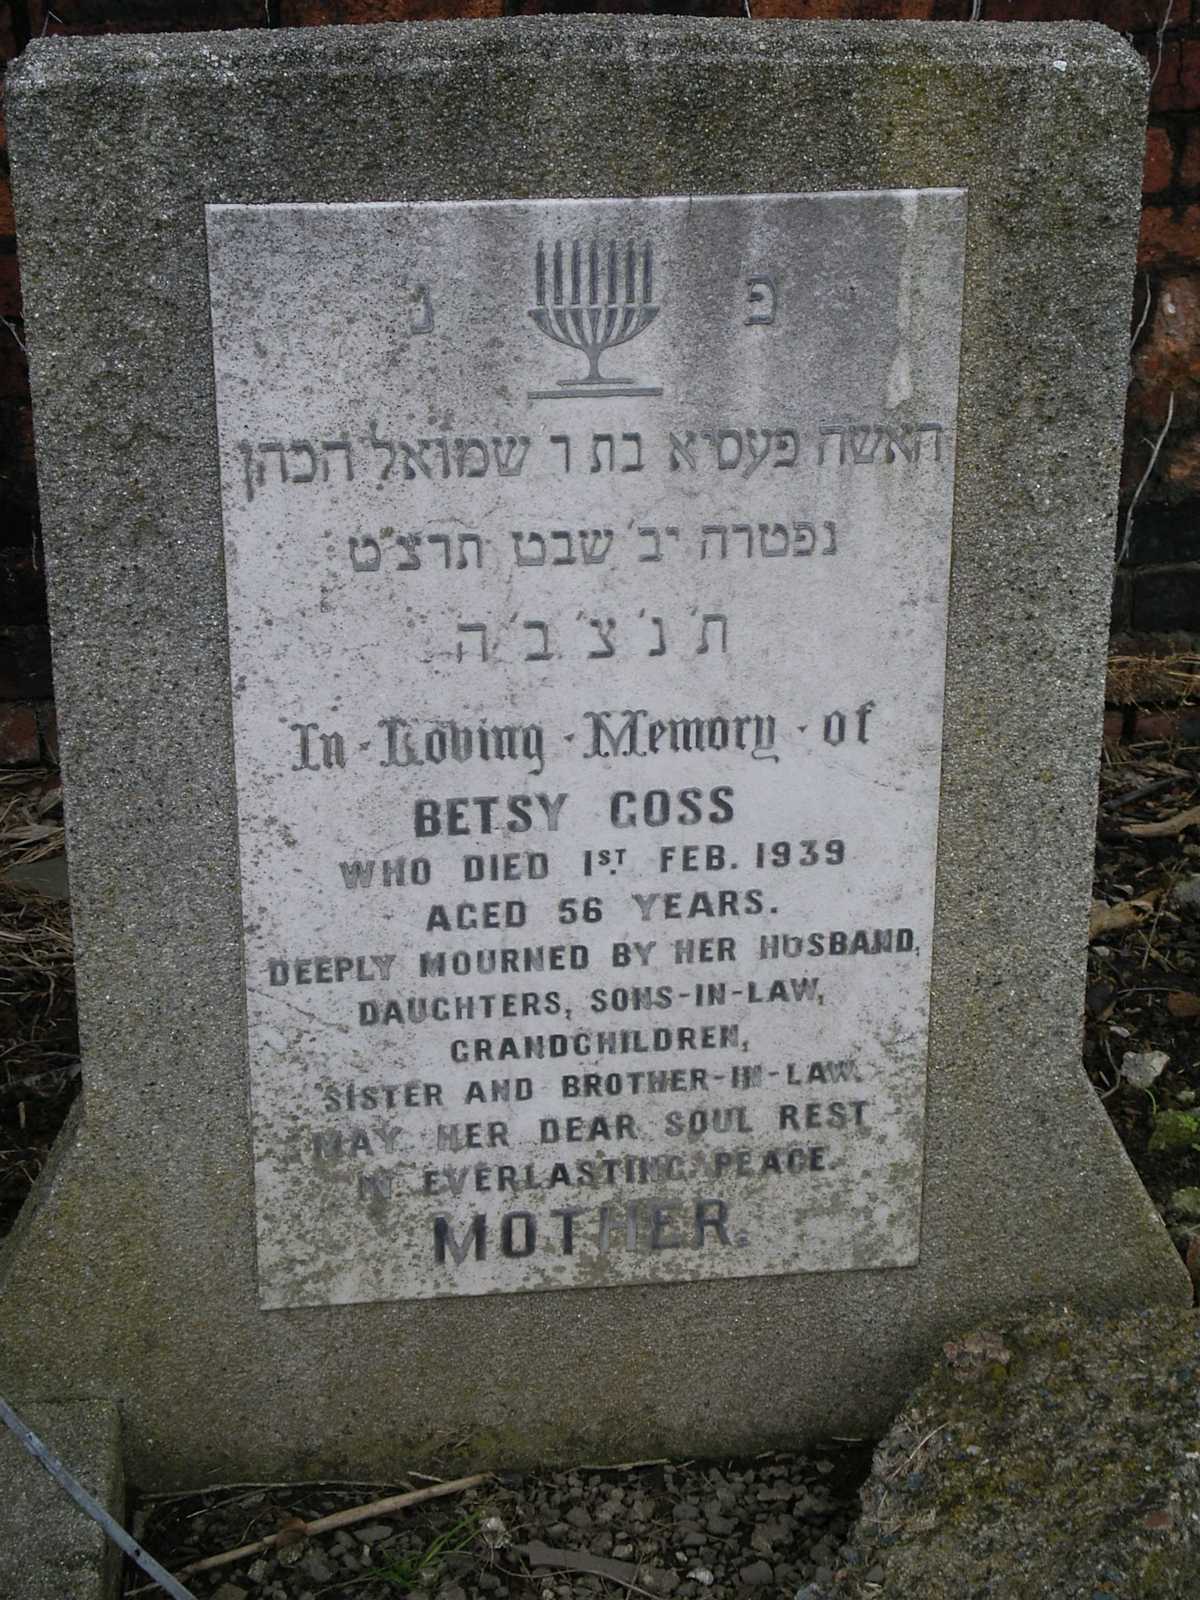 פ נ
האשה פעסיא בת ר שמואל הכהן
נפטרה יב' שבט תרצ"ט
ת' נ' צ' ב' ה
In · Loving · Memory · of
BETSY GOSS
WHO DIED 1ST. FEB. 1939
AGED 56 YEARS.
DEEPLY MOURNED BY HER HUSBAND,
DAUGHTERS, SONS-IN-LAW,
GRANDCHILDREN,
SISTER AND BROTHER-IN-LAW.
MAY HER DEAR SOUL REST
IN EVERLASTING PEACE.
MOTHER.